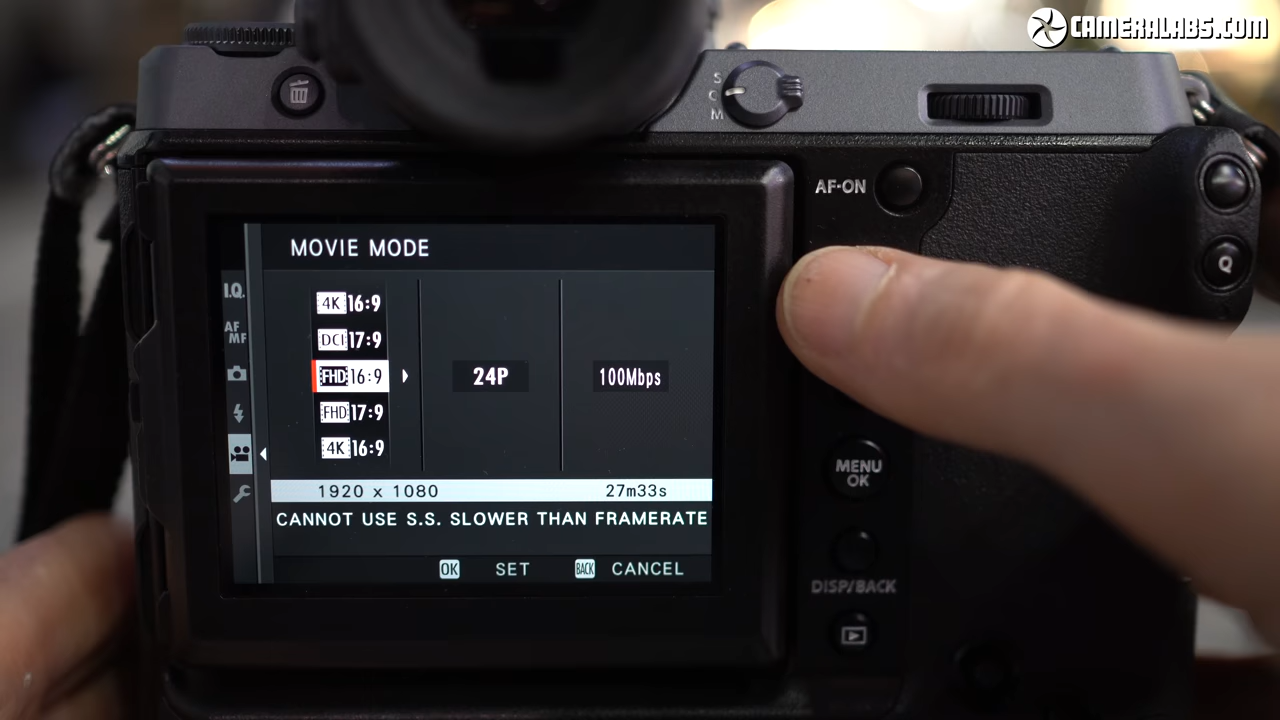 CAMERALABS.COM
S
C
M
AF-ON
Q
MOVIE MODE
I.Q.
AF
MF
4K 16:9
DCI 17:9
FHD 16:9
FHD 17:9
4K 16:9
24P
100Mbps
1920 x 1080 27m33s
CANNOT USE S.S. SLOWER THAN FRAMERATE
OK SET BACK CANCEL
MENU
OK
DISP/BACK